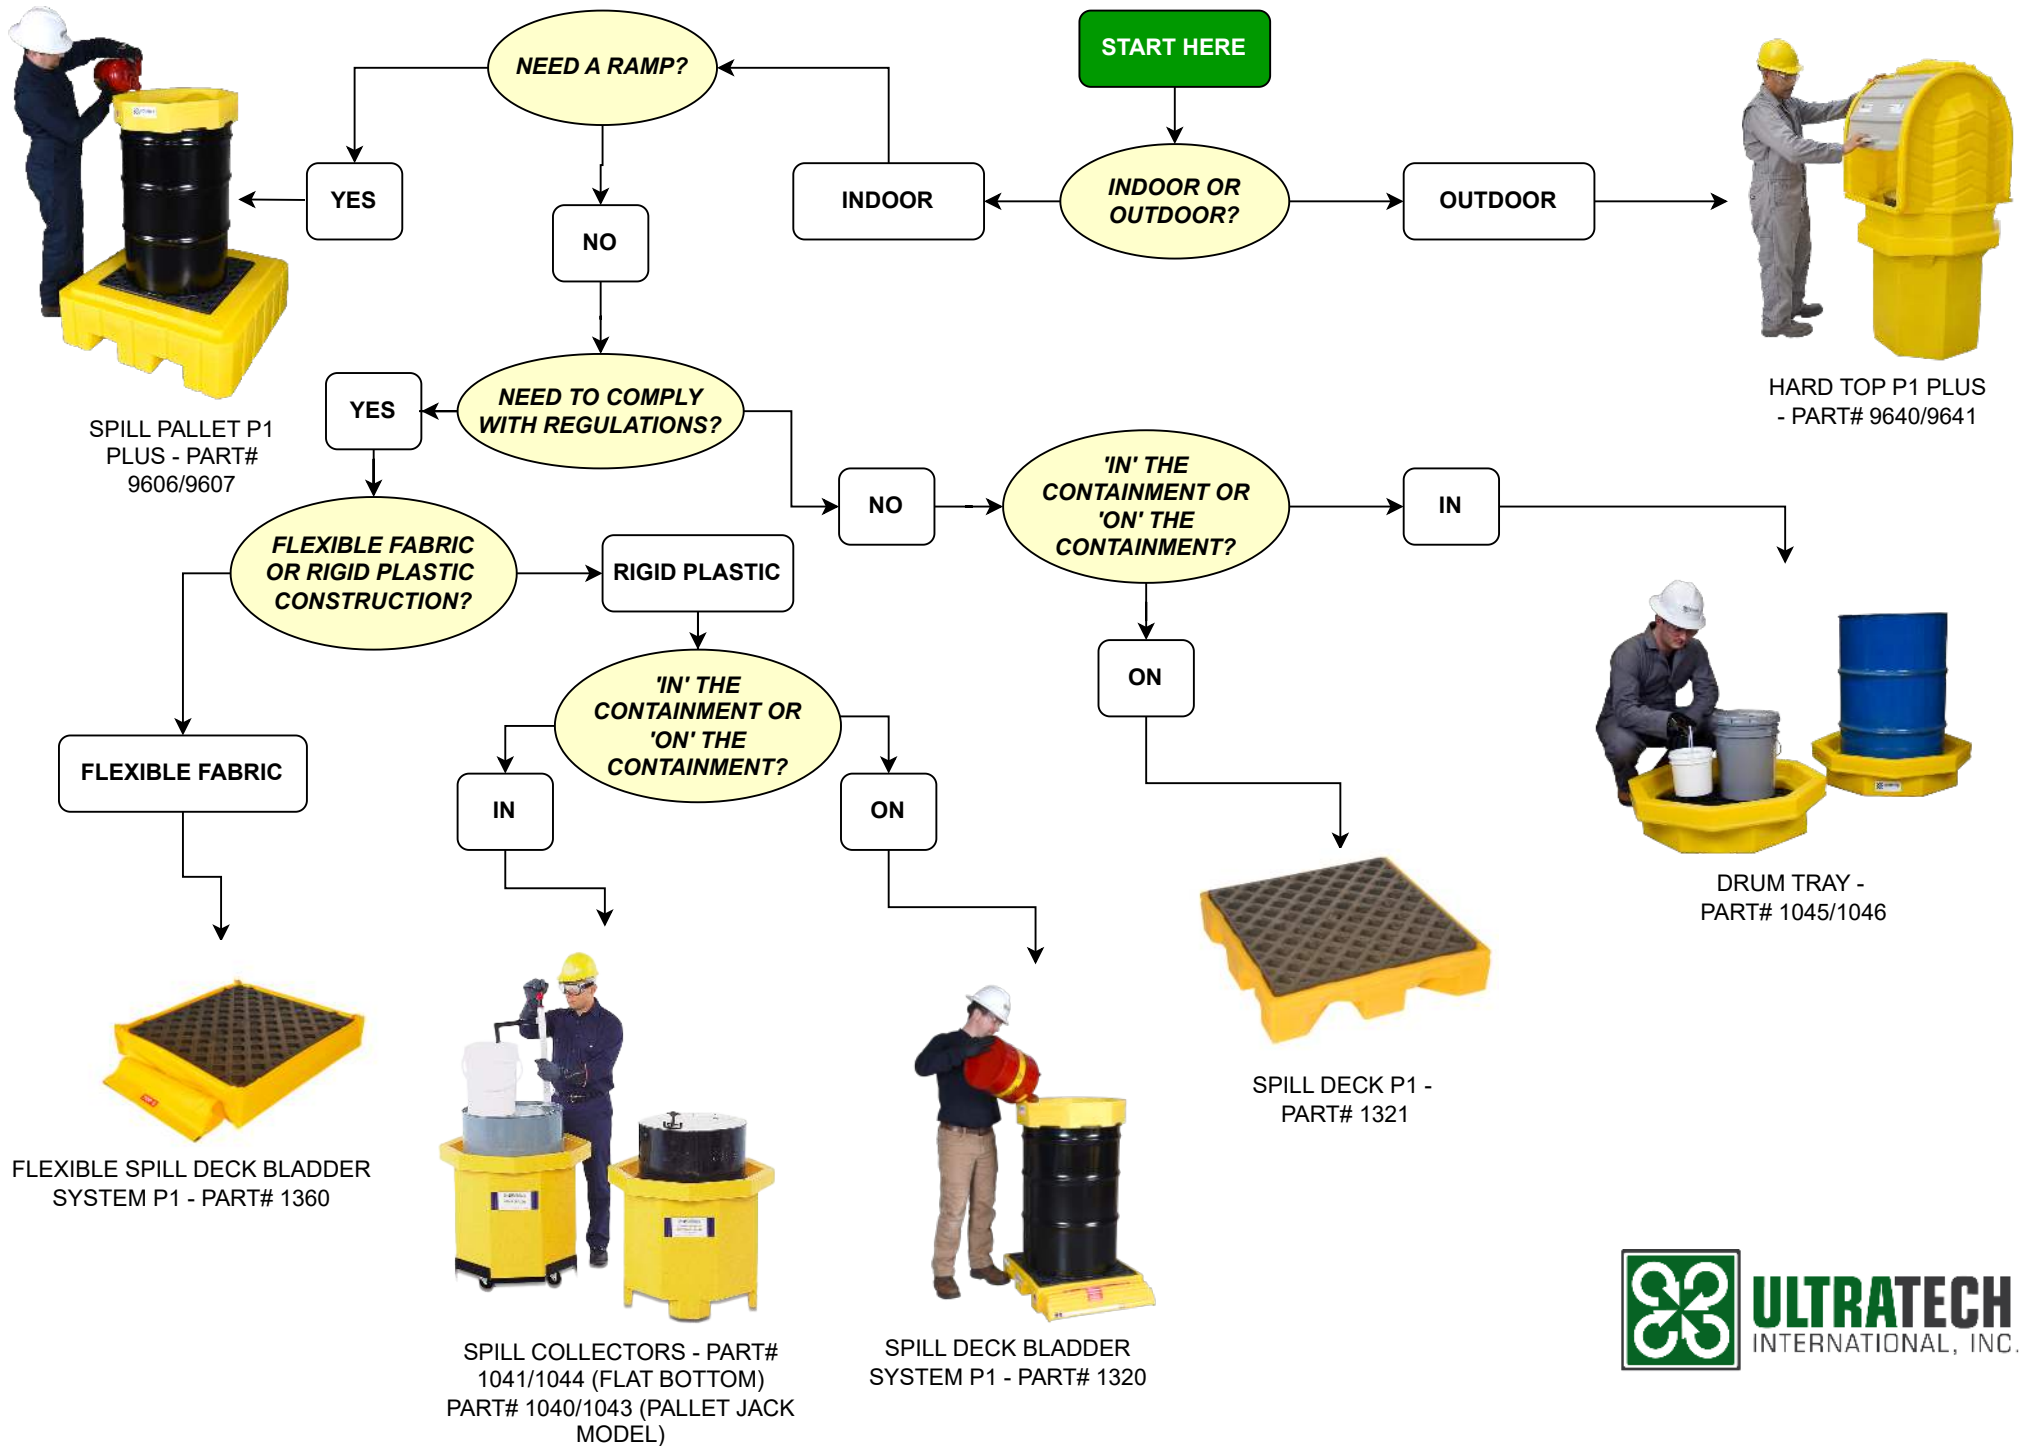 START HERE
NEED A RAMP?
YES
NO
INDOOR
INDOOR OR
OUTDOOR?
OUTDOOR
HARD TOP P1 PLUS
- PART# 9640/9641
SPILL PALLET P1
PLUS - PART#
9606/9607
NEED TO COMPLY
WITH REGULATIONS?
YES
NO
'IN' THE
CONTAINMENT OR
'ON' THE
CONTAINMENT?
IN
ON
FLEXIBLE FABRIC
OR RIGID PLASTIC
CONSTRUCTION?
RIGID PLASTIC
FLEXIBLE FABRIC
'IN' THE
CONTAINMENT OR
'ON' THE
CONTAINMENT?
IN
ON
DRUM TRAY -
PART# 1045/1046
SPILL DECK P1 -
PART# 1321
FLEXIBLE SPILL DECK BLADDER
SYSTEM P1 - PART# 1360
SPILL COLLECTORS - PART#
1041/1044 (FLAT BOTTOM)
PART# 1040/1043 (PALLET JACK
MODEL)
SPILL DECK BLADDER
SYSTEM P1 - PART# 1320
ULTRATECH
INTERNATIONAL, INC.